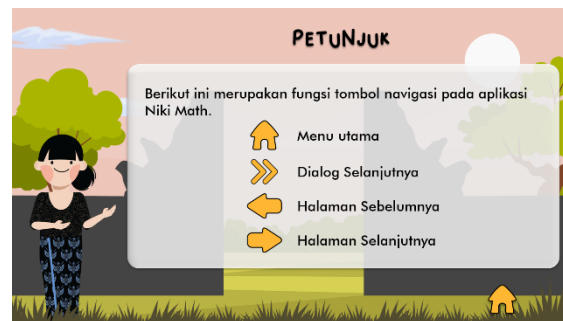 PETUNJUK
Berikut ini merupakan fungsi tombol navigasi pada aplikasi
Niki Math.
Menu utama
Dialog Selanjutnya
Halaman Sebelumnya
Halaman Selanjutnya